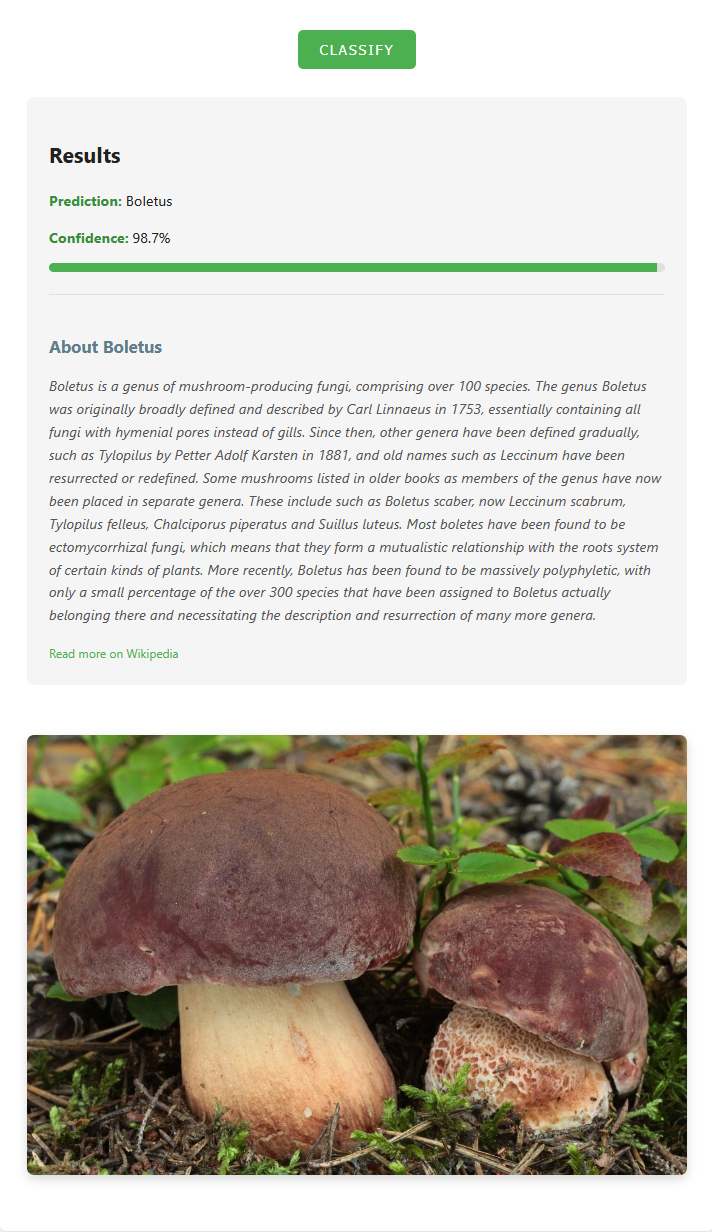 CLASSIFY
Results
Prediction: Boletus
Confidence: 98.7%
About Boletus
Boletus is a genus of mushroom-producing fungi, comprising over 100 species. The genus Boletus
was originally broadly defined and described by Carl Linnaeus in 1753, essentially containing all
fungi with hymenial pores instead of gills. Since then, other genera have been defined gradually,
such as Tylopilus by Petter Adolf Karsten in 1881, and old names such as Leccinum have been
resurrected or redefined. Some mushrooms listed in older books as members of the genus have now
been placed in separate genera. These include such as Boletus scaber, now Leccinum scabrum,
Tylopilus felleus, Chalciporus piperatus and Suillus luteus. Most boletes have been found to be
ectomycorrhizal fungi, which means that they form a mutualistic relationship with the roots system
of certain kinds of plants. More recently, Boletus has been found to be massively polyphyletic, with
only a small percentage of the over 300 species that have been assigned to Boletus actually
belonging there and necessitating the description and resurrection of many more genera.
Read more on Wikipedia